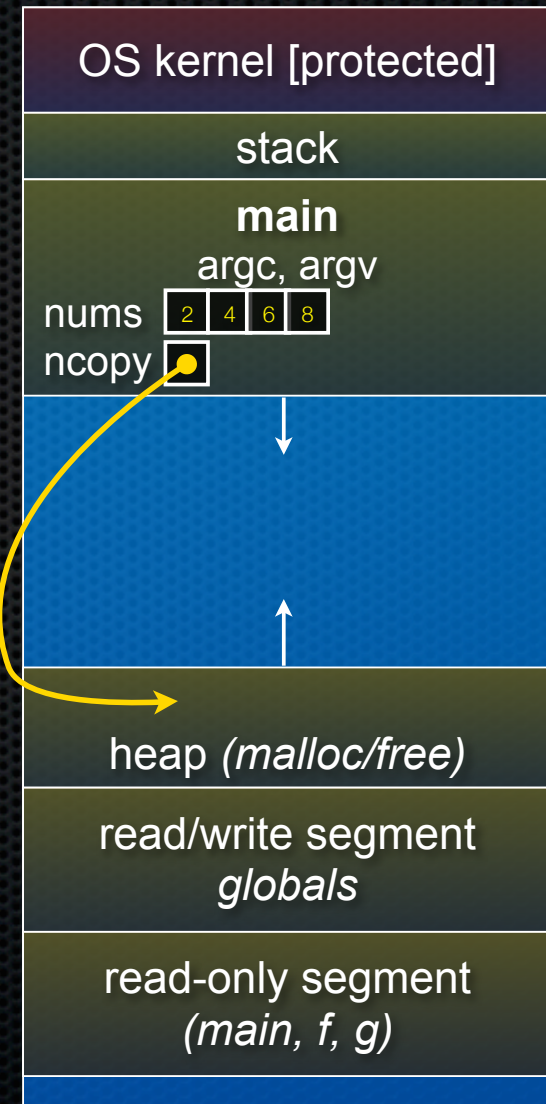 OS kernel [protected]
stack
main
argc, argv
nums 2 4 6 8
ncopy
heap (malloc/free)
read/write segment
globals
read-only segment
(main, f, g)